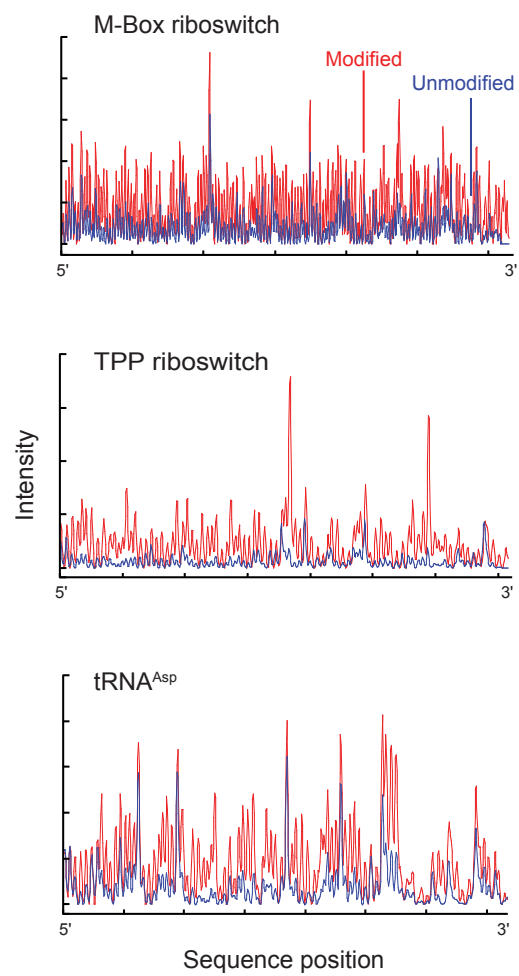 M-Box riboswitch
Modified
Unmodified
5'
3'
TPP riboswitch
Intensity
5'
3'
tRNAᴬˢᵖ
5'
3'
Sequence position